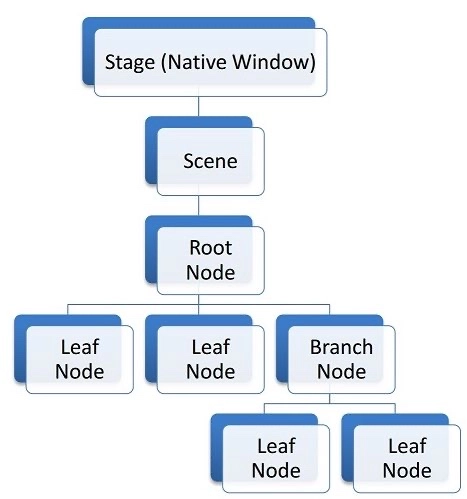 Stage (Native Window)
Scene
Root
Node
Leaf
Node
Leaf
Node
Branch
Node
Leaf
Node
Leaf
Node